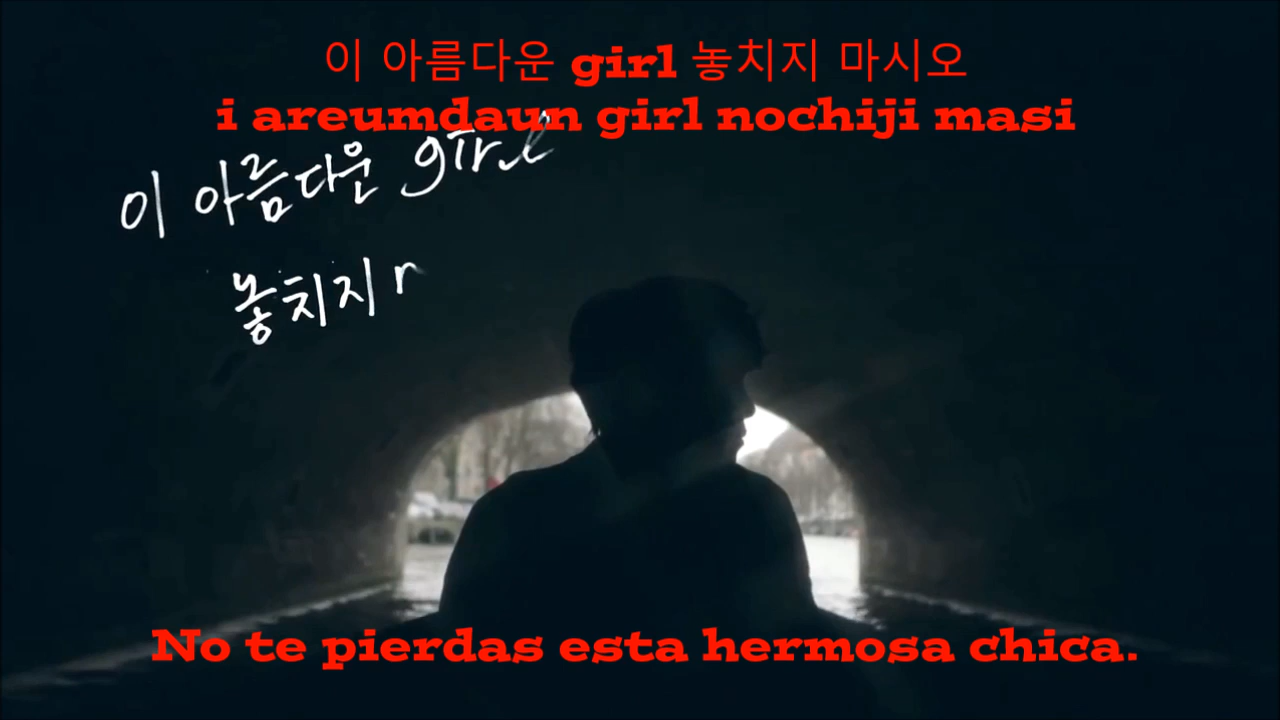 이 아름다운 girl 놓치지 마시오
i areumdaun girl nochiji masi
이 아름다운 girl
놓치지
No te pierdas esta hermosa chica.